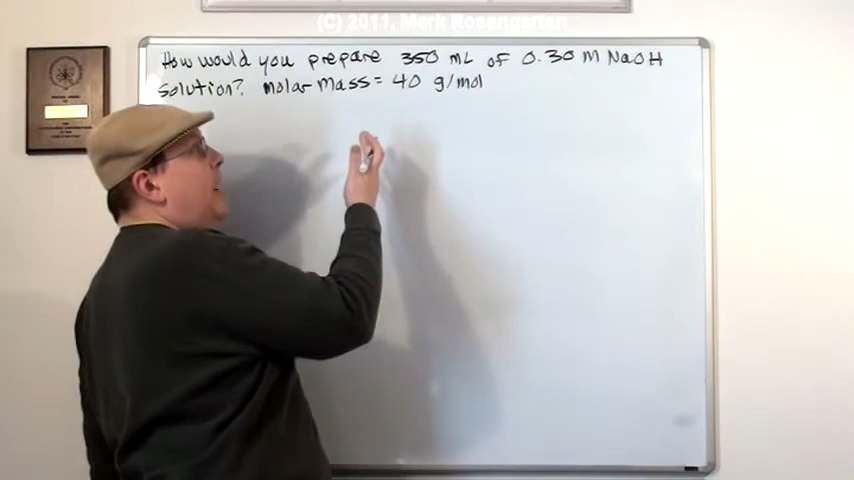 (C) 2011, Mark Rosengarten
How would you prepare 350 mL of 0.30 M NaOH
solution? molar mass = 40 g/mol